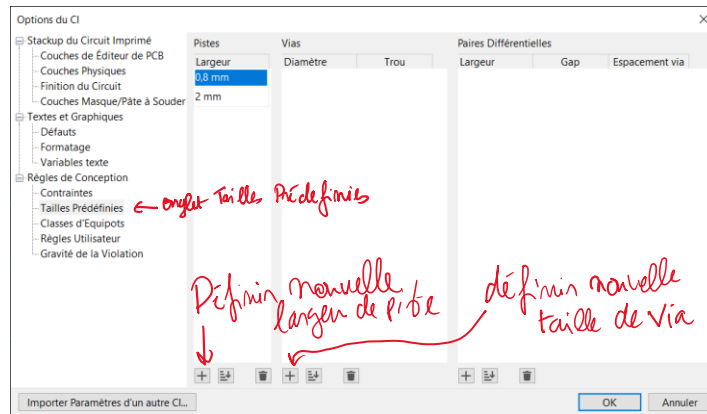 Options du CI
Stackup du Circuit Imprimé
Couches de Éditeur de PCB
Couches Physiques
Finition du Circuit
Couches Masque/Pâte à Souder
Textes et Graphiques
Défauts
Formatage
Variables texte
Règles de Conception
Contraintes
Tailles Prédéfinies
Classes d'Equipots
Règles Utilisateur
Gravité de la Violation
Pistes
Largeur
0,8 mm
2 mm
Vias
Diamètre Trou
Paires Différentielles
Largeur Gap Espacement via
onglet Tailles Prédefinies
Définir nouvelle
largeur de piste
définir nouvelle
taille de via
Importer Paramètres d'un autre CI...
OK Annuler